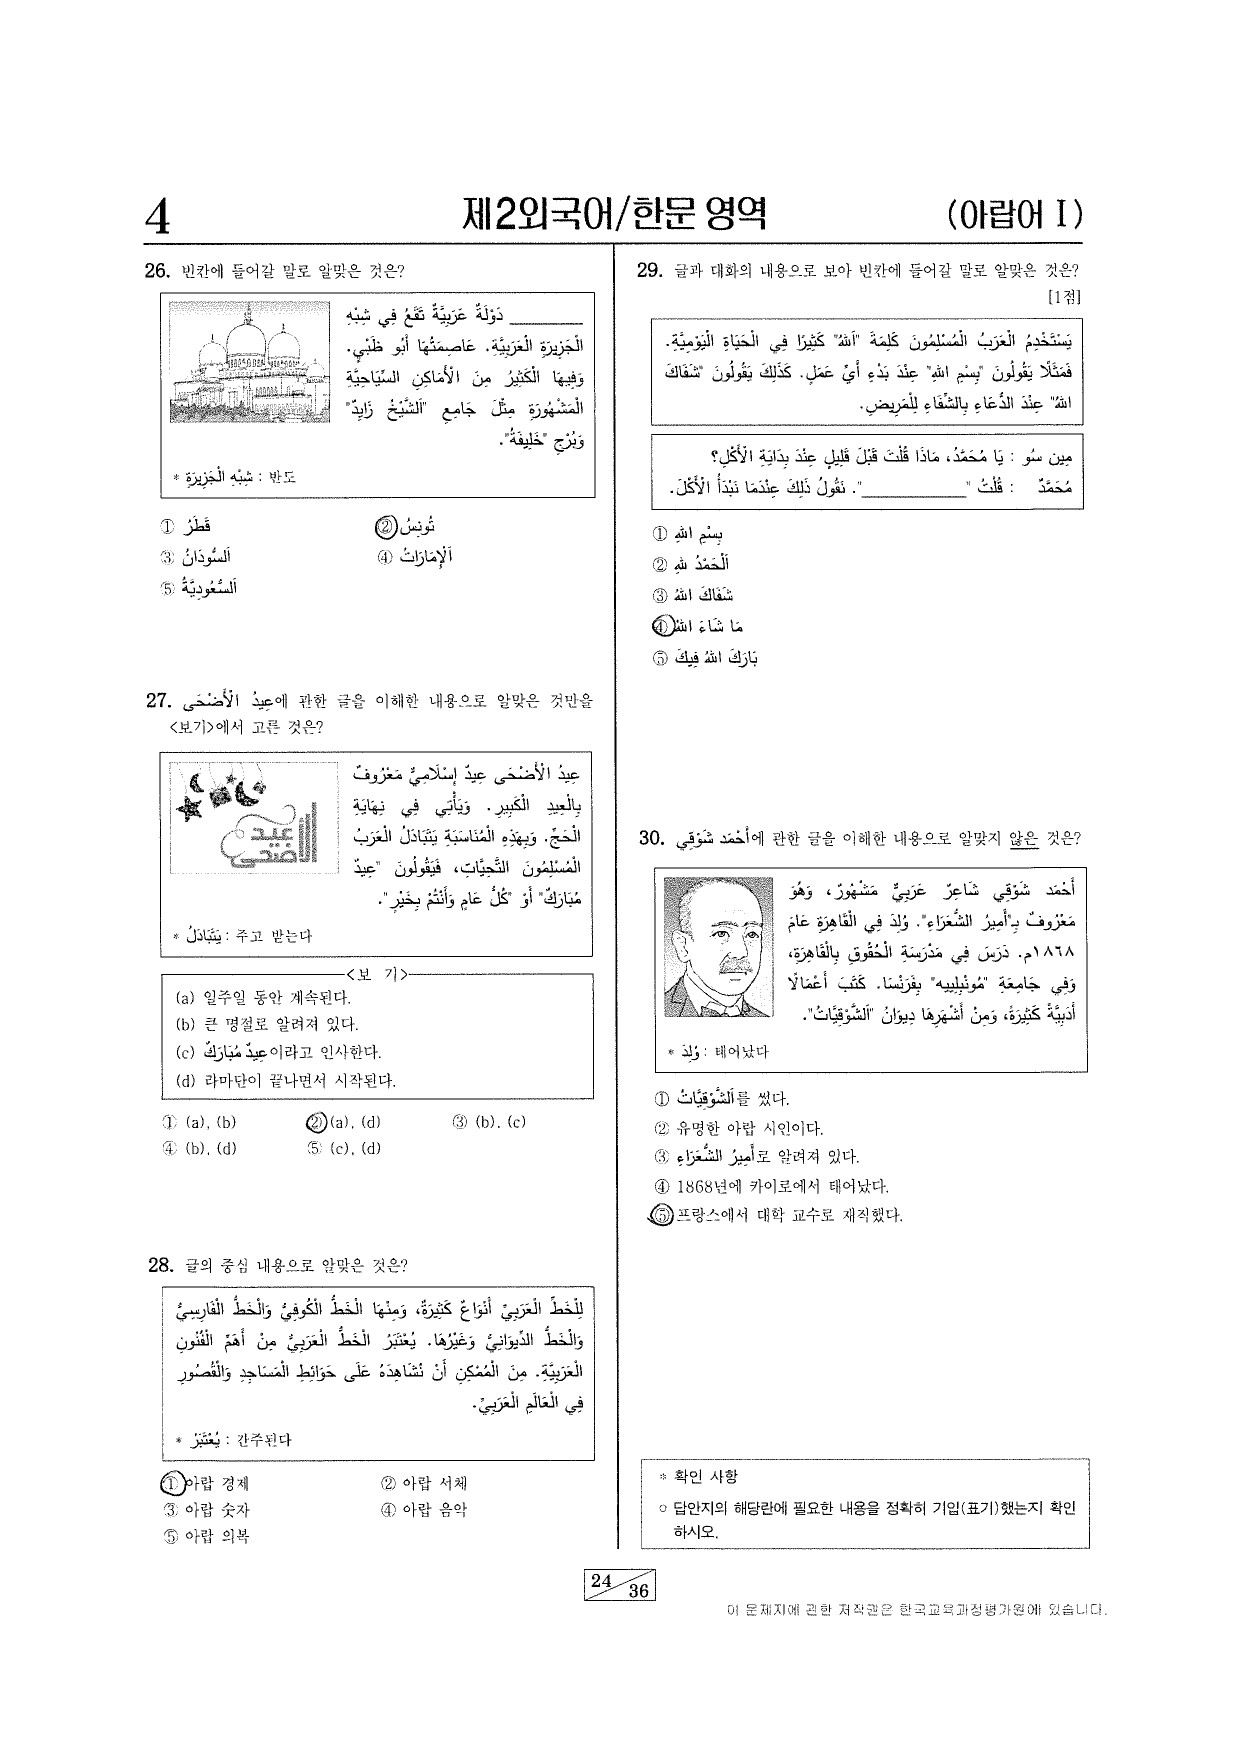 4
제2외국어/한문 영역
(아랍어 I)
26. 빈칸에 들어갈 말로 알맞은 것은?
________ دَوْلَةٌ عَرَبِيَّةٌ تَقَعُ فِي شِبْهِ
الْجَزِيرَةِ الْعَرَبِيَّةِ. عَاصِمَتُهَا أَبُو ظَبْي.
وَفِيهَا الْكَثِيرُ مِنَ الْأَمَاكِنِ السِّيَاحِيَّةِ
الْمَشْهُورَةِ مِثْلَ جَامِعِ "اَلشَّيْخُ زَايِدٌ"
وَبُرْجِ "خَلِيفَةُ".
* شِبْهِ الْجَزِيرَةِ : 반도
① قَطَرُ
② تُونِسُ
③ اَلسُّودَانُ
④ اَلْإِمَارَاتُ
⑤ اَلسُّعُودِيَّةُ
27. عِيدُ الْأَضْحَى에 관한 글을 이해한 내용으로 알맞은 것만을
<보기>에서 고른 것은?
عيد الأضحى
عِيدُ الْأَضْحَى عِيدٌ إِسْلَامِيٌّ مَعْرُوفٌ
بِالْعِيدِ الْكَبِيرِ. وَيَأْتِي فِي نِهَايَةِ
الْحَجِّ. وَبِهَذِهِ الْمُنَاسَبَةِ يَتَبَادَلُ الْعَرَبُ
الْمُسْلِمُونَ التَّحِيَّاتِ، فَيَقُولُونَ "عِيدٌ
مُبَارَكٌ" أَوْ "كُلُّ عَامٍ وَأَنْتُمْ بِخَيْرٍ".
* يَتَبَادَلُ : 주고 받는다
<보 기>
(a) 일주일 동안 계속된다.
(b) 큰 명절로 알려져 있다.
(c) عِيدٌ مُبَارَكٌ이라고 인사한다.
(d) 라마단이 끝나면서 시작된다.
① (a), (b)
② (a), (d)
③ (b), (c)
④ (b), (d)
⑤ (c), (d)
28. 글의 중심 내용으로 알맞은 것은?
لِلْخَطِّ الْعَرَبِيِّ أَنْوَاعٌ كَثِيرَةٌ، وَمِنْهَا الْخَطُّ الْكُوفِيُّ وَالْخَطُّ الْفَارِسِيُّ
وَالْخَطُّ الدِّيوَانِيُّ وَغَيْرُهَا. يُعْتَبَرُ الْخَطُّ الْعَرَبِيُّ مِنْ أَهَمِّ الْفُنُونِ
الْعَرَبِيَّةِ. مِنَ الْمُمْكِنِ أَنْ نُشَاهِدَهُ عَلَى حَوَائِطِ الْمَسَاجِدِ وَالْقُصُورِ
فِي الْعَالَمِ الْعَرَبِيِّ.
* يُعْتَبَرُ : 간주된다
① 아랍 경제
② 아랍 서체
③ 아랍 숫자
④ 아랍 음악
⑤ 아랍 의복
29. 글과 대화의 내용으로 보아 빈칸에 들어갈 말로 알맞은 것은?
[1점]
يَسْتَخْدِمُ الْعَرَبُ الْمُسْلِمُونَ كَلِمَةَ "اَللهُ" كَثِيرًا فِي الْحَيَاةِ الْيَوْمِيَّةِ.
فَمَثَلًا يَقُولُونَ "بِسْمِ اللهِ" عِنْدَ بَدْءِ أَيِّ عَمَلٍ. كَذَلِكَ يَقُولُونَ "شَفَاكَ
اللهُ" عِنْدَ الدُّعَاءِ بِالشِّفَاءِ لِلْمَرِيضِ.
مِين سُو : يَا مُحَمَّدُ، مَاذَا قُلْتَ قَبْلَ قَلِيلٍ عِنْدَ بِدَايَةِ الْأَكْلِ؟
مُحَمَّدٌ : قُلْتُ "____________". نَقُولُ ذَلِكَ عِنْدَمَا نَبْدَأُ الْأَكْلَ.
① بِسْمِ اللهِ
② اَلْحَمْدُ لِلهِ
③ شَفَاكَ اللهُ
④ مَا شَاءَ اللهُ
⑤ بَارَكَ اللهُ فِيكَ
30. أَحْمَد شَوْقِي에 관한 글을 이해한 내용으로 알맞지 않은 것은?
أَحْمَد شَوْقِي شَاعِرٌ عَرَبِيٌّ مَشْهُورٌ، وَهُوَ
مَعْرُوفٌ بِـ"أَمِيرُ الشُّعَرَاءِ". وُلِدَ فِي الْقَاهِرَةِ عَامَ
١٨٦٨م. دَرَسَ فِي مَدْرَسَةِ الْحُقُوقِ بِالْقَاهِرَةِ،
وَفِي جَامِعَةِ "مُونْبِلِييه" بِفَرَنْسَا. كَتَبَ أَعْمَالًا
أَدَبِيَّةً كَثِيرَةً، وَمِنْ أَشْهَرِهَا دِيوَانُ "اَلشَّوْقِيَّاتُ".
* وُلِدَ : 태어났다
① اَلشَّوْقِيَّاتُ를 썼다.
② 유명한 아랍 시인이다.
③ أَمِيرُ الشُّعَرَاءِ로 알려져 있다.
④ 1868년에 카이로에서 태어났다.
⑤ 프랑스에서 대학 교수로 재직했다.
* 확인 사항
○ 답안지의 해당란에 필요한 내용을 정확히 기입(표기)했는지 확인
하시오.
24 36
이 문제지에 관한 저작권은 한국교육과정평가원에 있습니다.